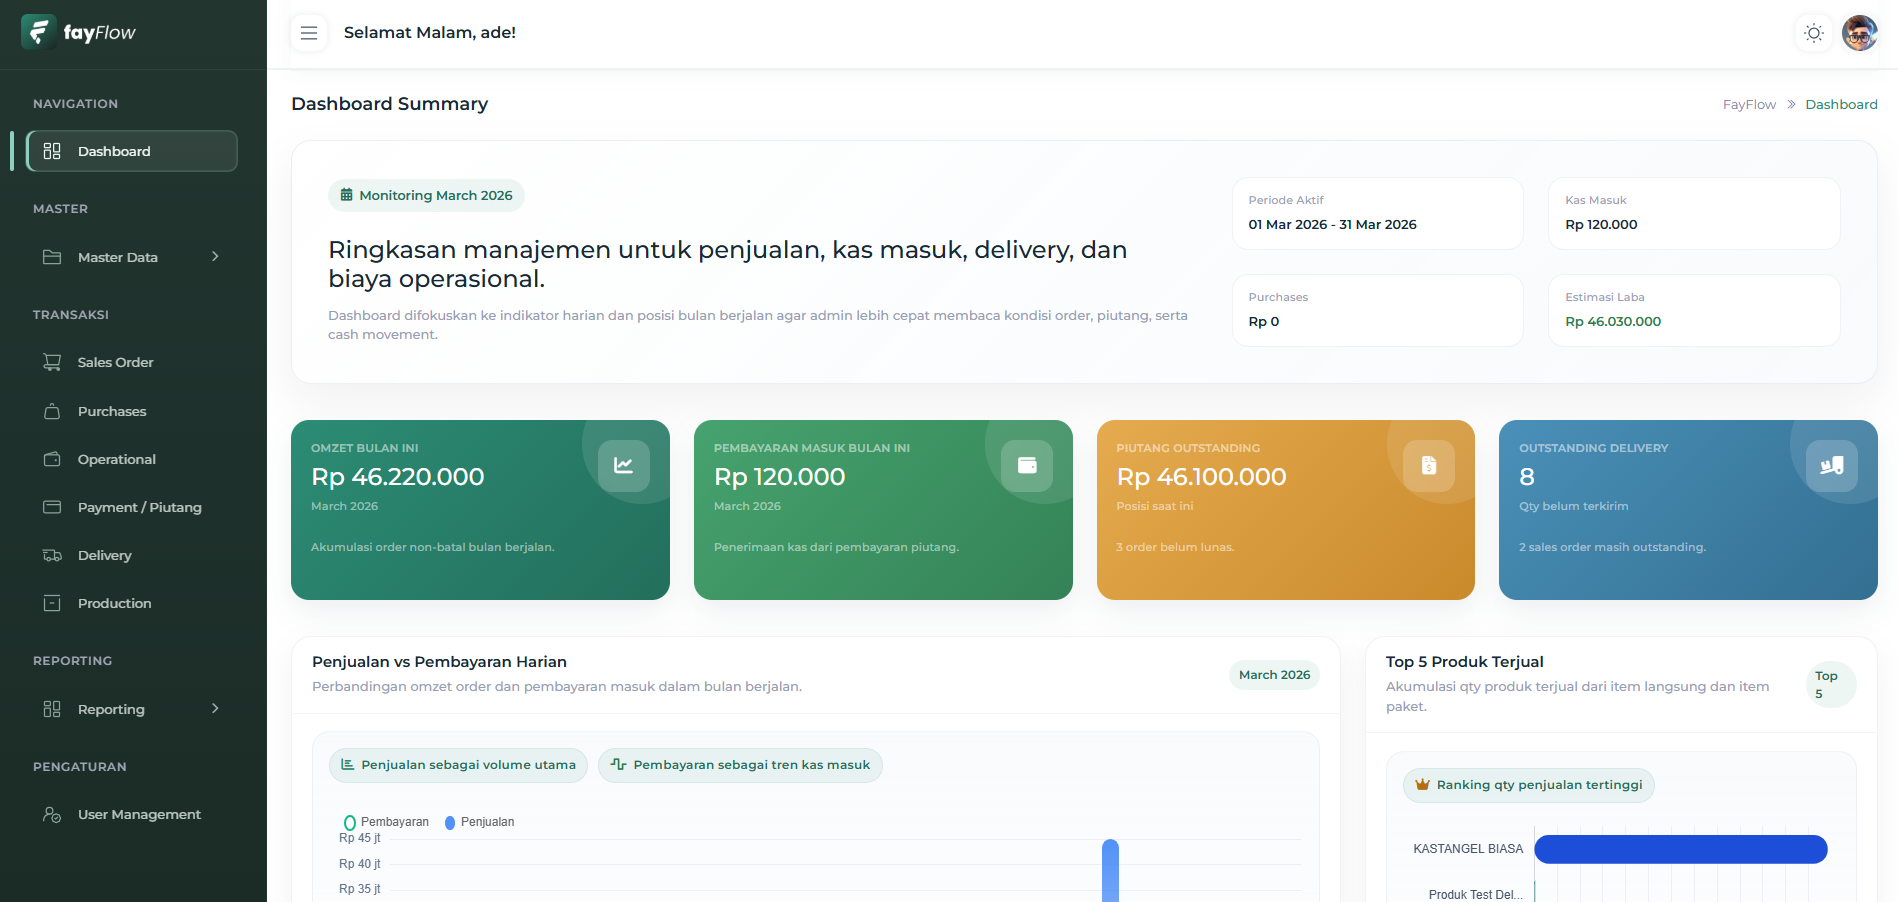 fayFlow
NAVIGATION
Dashboard
MASTER
Master Data
TRANSAKSI
Sales Order
Purchases
Operational
Payment / Piutang
Delivery
Production
REPORTING
Reporting
PENGATURAN
User Management
Selamat Malam, ade!
Dashboard Summary
FayFlow
Dashboard
Monitoring March 2026
Ringkasan manajemen untuk penjualan, kas masuk, delivery, dan
biaya operasional.
Dashboard difokuskan ke indikator harian dan posisi bulan berjalan agar admin lebih cepat membaca kondisi order, piutang, serta
cash movement.
Periode Aktif
01 Mar 2026 - 31 Mar 2026
Kas Masuk
Rp 120.000
Purchases
Rp 0
Estimasi Laba
Rp 46.030.000
OMZET BULAN INI
Rp 46.220.000
March 2026
Akumulasi order non-batal bulan berjalan.
PEMBAYARAN MASUK BULAN INI
Rp 120.000
March 2026
Penerimaan kas dari pembayaran piutang.
PIUTANG OUTSTANDING
Rp 46.100.000
Posisi saat ini
3 order belum lunas.
OUTSTANDING DELIVERY
8
Qty belum terkirim
2 sales order masih outstanding.
Penjualan vs Pembayaran Harian
Perbandingan omzet order dan pembayaran masuk dalam bulan berjalan.
March 2026
Penjualan sebagai volume utama
Pembayaran sebagai tren kas masuk
Pembayaran
Penjualan
Rp 45 jt
Rp 40 jt
Rp 35 jt
Top 5 Produk Terjual
Akumulasi qty produk terjual dari item langsung dan item
paket.
Top
5
Ranking qty penjualan tertinggi
KASTANGEL BIASA
Produk Test Del...